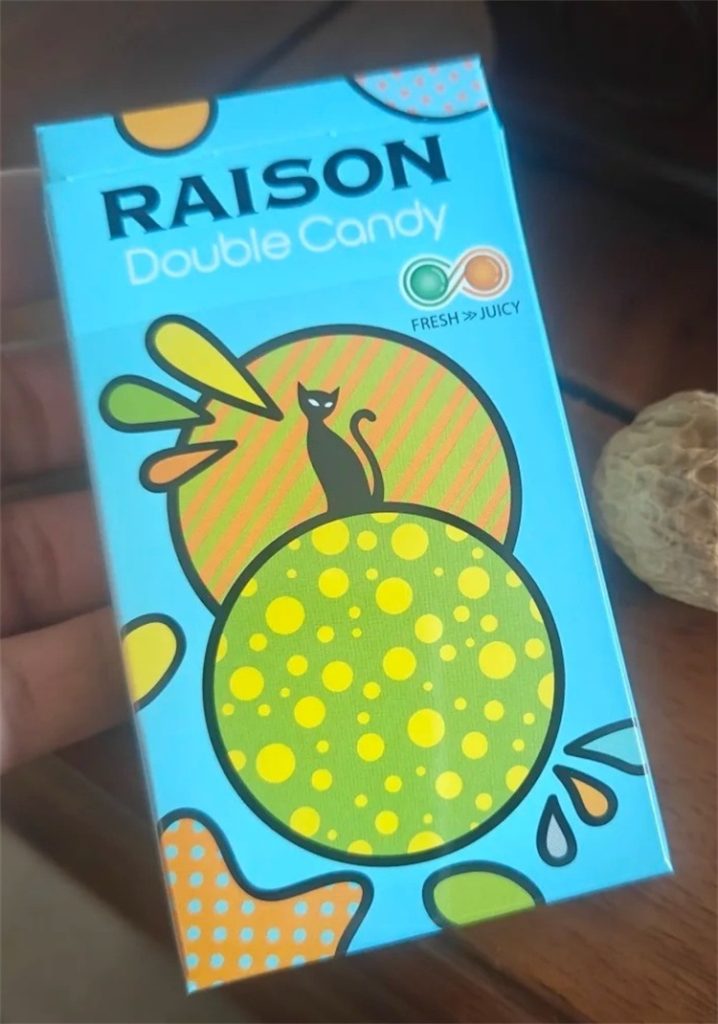 RAISON
Double Candy
FRESH ≫ JUICY